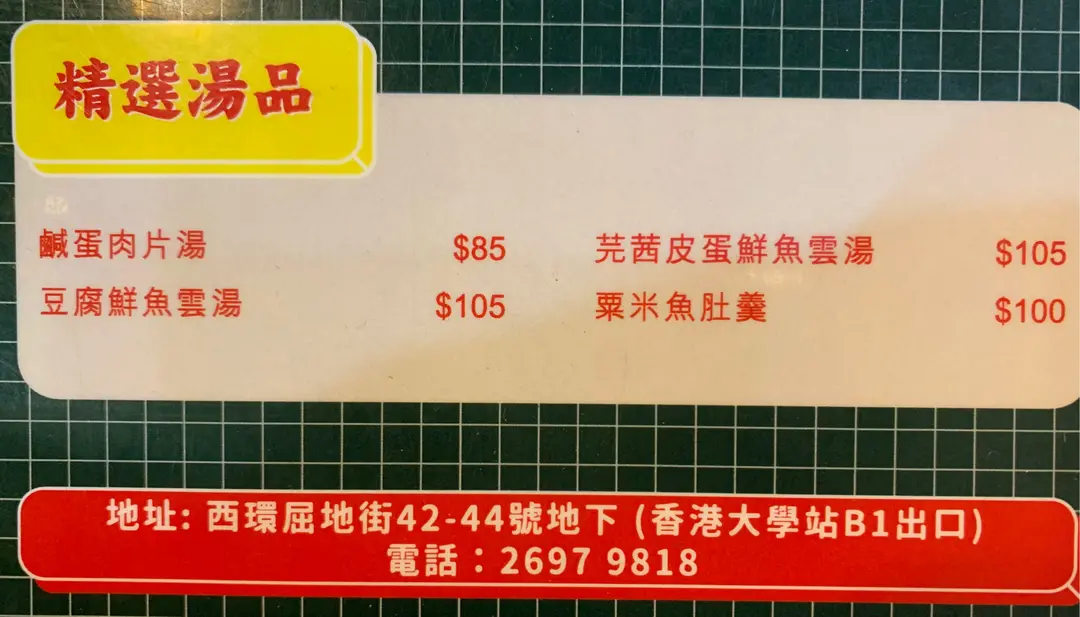 精選湯品
鹹蛋肉片湯 $85
豆腐鮮魚雲湯 $105
芫茜皮蛋鮮魚雲湯 $105
粟米魚肚羹 $100
地址: 西環屈地街42-44號地下 (香港大學站B1出口)
電話：2697 9818